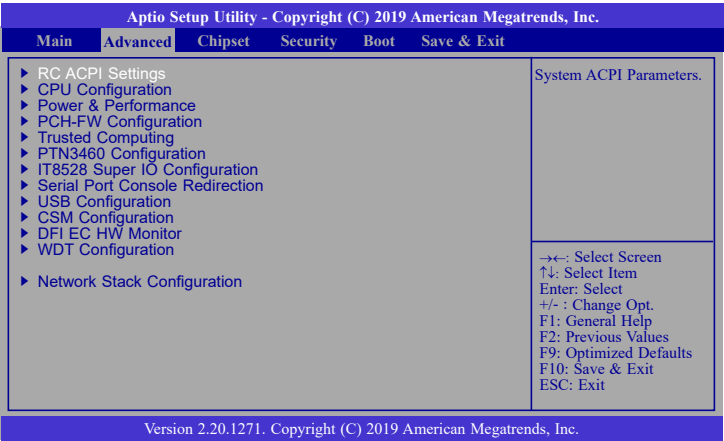 Aptio Setup Utility - Copyright (C) 2019 American Megatrends, Inc.
Main Advanced Chipset Security Boot Save & Exit
RC ACPI Settings
CPU Configuration
Power & Performance
PCH-FW Configuration
Trusted Computing
PTN3460 Configuration
IT8528 Super IO Configuration
Serial Port Console Redirection
USB Configuration
CSM Configuration
DFI EC HW Monitor
WDT Configuration
Network Stack Configuration
System ACPI Parameters.
→←: Select Screen
↑↓: Select Item
Enter: Select
+/- : Change Opt.
F1: General Help
F2: Previous Values
F9: Optimized Defaults
F10: Save & Exit
ESC: Exit
Version 2.20.1271. Copyright (C) 2019 American Megatrends, Inc.